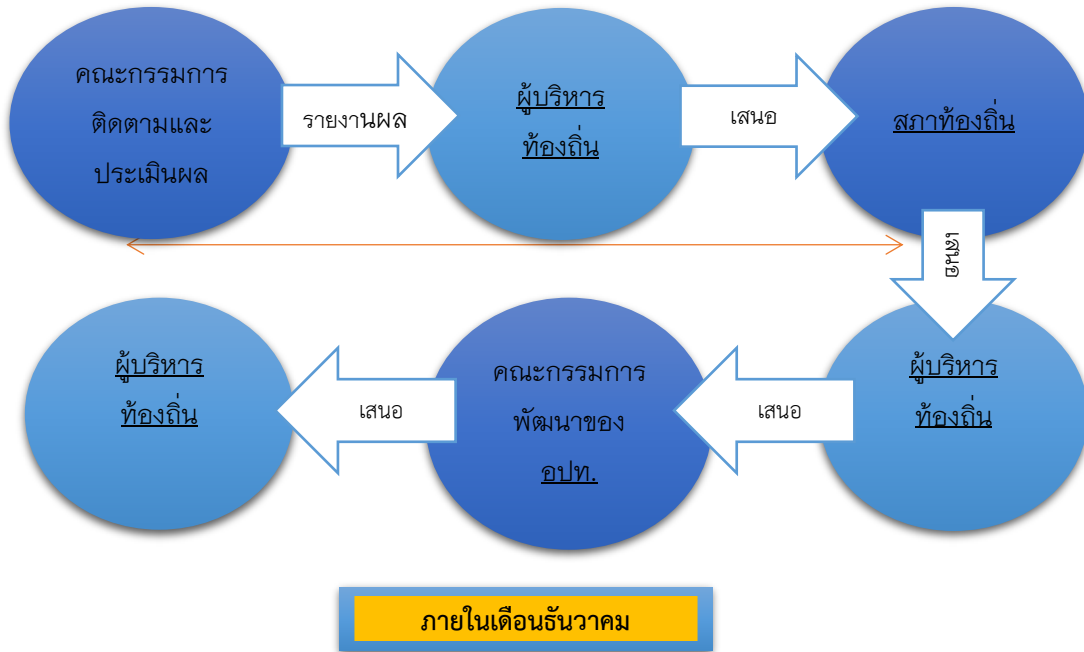 คณะกรรมการ
ติดตามและ
ประเมินผล
รายงานผล
ผู้บริหาร
ท้องถิ่น
เสนอ
สภาท้องถิ่น
เสนอ
ผู้บริหาร
ท้องถิ่น
เสนอ
คณะกรรมการ
พัฒนาของ
อปท.
เสนอ
ผู้บริหาร
ท้องถิ่น
ภายในเดือนธันวาคม